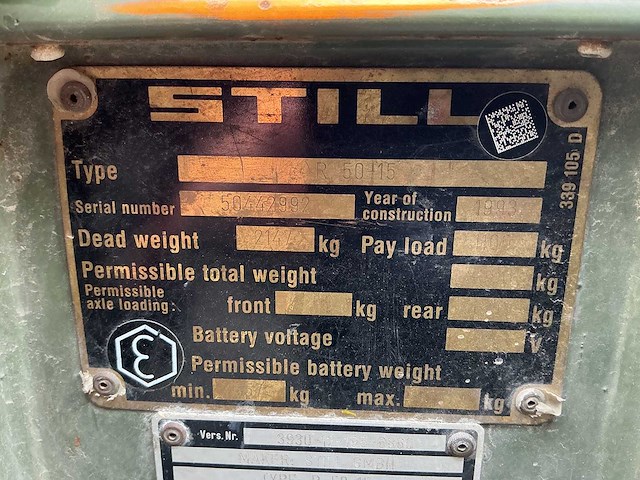 STILL
Type R 50-15
Serial number 50442992 Year of construction
Dead weight kg Pay load kg
Permissible total weight kg
Permissible axle loading: front kg rear kg
Battery voltage V
Permissible battery weight
min. kg max. kg
339 105 D
Vers.Nr. 3930